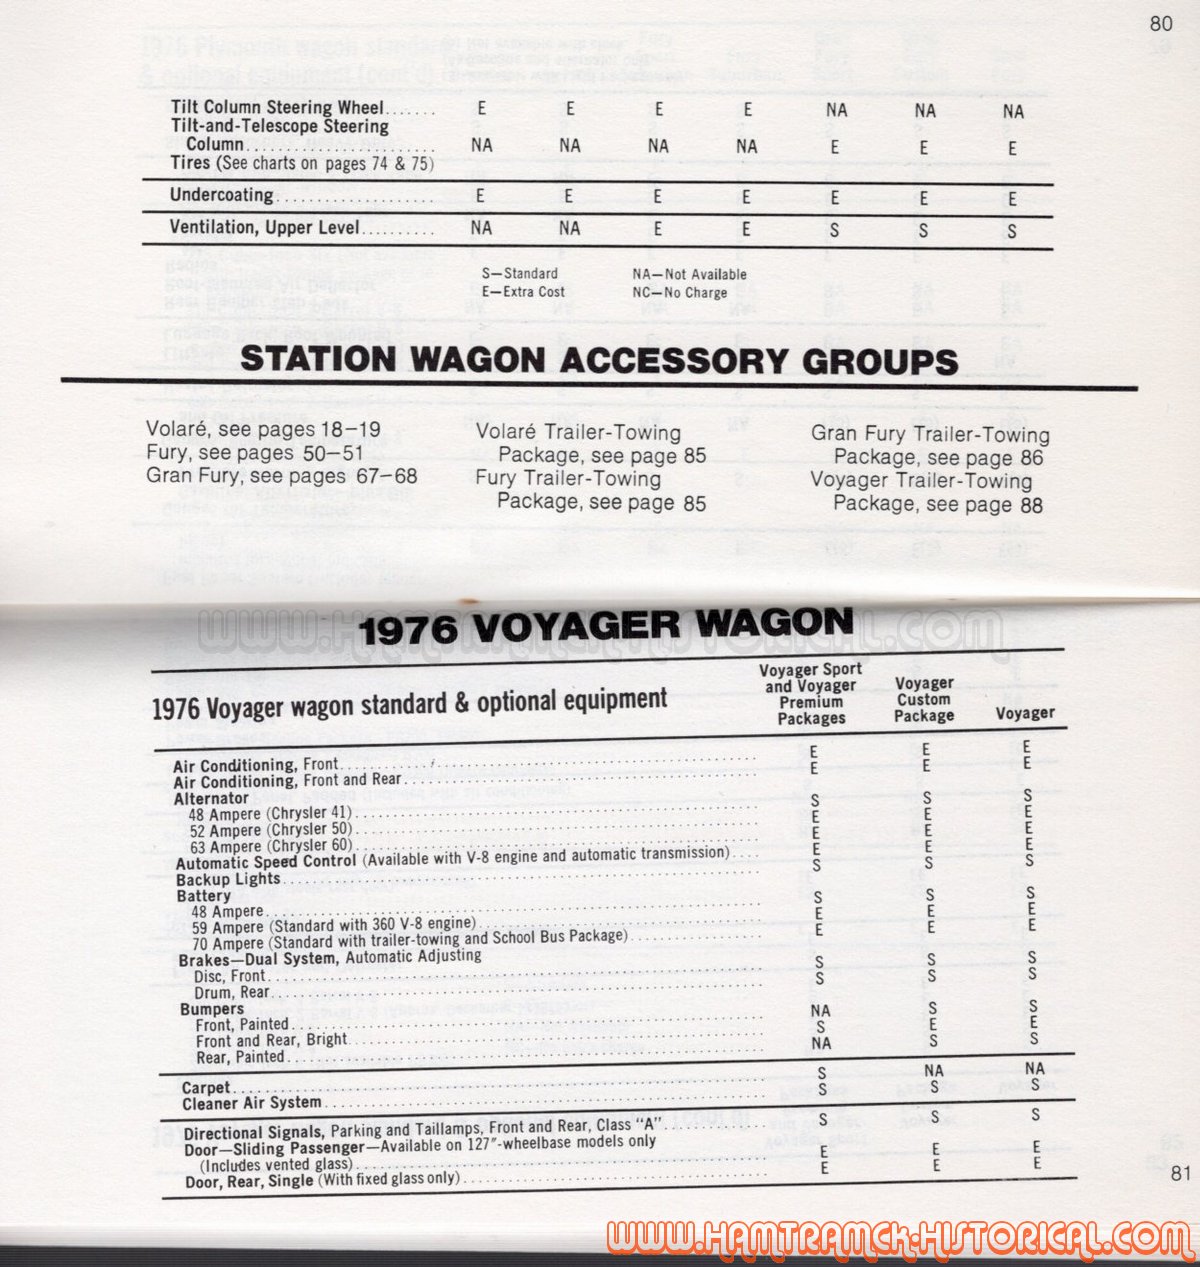 80
Tilt Column Steering Wheel....... E E E E NA NA NA
Tilt-and-Telescope Steering
Column........................ NA NA NA NA E E E
Tires (See charts on pages 74 & 75)
Undercoating.................... E E E E E E E
Ventilation, Upper Level.......... NA NA E E S S S
S—Standard NA—Not Available
E—Extra Cost NC—No Charge
STATION WAGON ACCESSORY GROUPS
Volaré, see pages 18–19
Fury, see pages 50–51
Gran Fury, see pages 67–68
Volaré Trailer-Towing
Package, see page 85
Fury Trailer-Towing
Package, see page 85
Gran Fury Trailer-Towing
Package, see page 86
Voyager Trailer-Towing
Package, see page 88
www.HAMTRAMCK-HISTORICAL.com
1976 VOYAGER WAGON
1976 Voyager wagon standard & optional equipment
Voyager Sport
and Voyager
Premium
Packages
Voyager
Custom
Package
Voyager
Air Conditioning, Front.......... E E E
Air Conditioning, Front and Rear.......... E E E
Alternator
48 Ampere (Chrysler 41).......... S S S
52 Ampere (Chrysler 50).......... E E E
63 Ampere (Chrysler 60).......... E E E
Automatic Speed Control (Available with V-8 engine and automatic transmission).... E E E
Backup Lights.......... S S S
Battery
48 Ampere.......... S S S
59 Ampere (Standard with 360 V-8 engine).......... E E E
70 Ampere (Standard with trailer-towing and School Bus Package).......... E E E
Brakes—Dual System, Automatic Adjusting
Disc, Front.......... S S S
Drum, Rear.......... S S S
Bumpers
Front, Painted.......... NA S S
Front and Rear, Bright.......... S E E
Rear, Painted.......... NA S S
Carpet.......... S NA NA
Cleaner Air System.......... S S S
Directional Signals, Parking and Taillamps, Front and Rear, Class "A".......... S S S
Door—Sliding Passenger—Available on 127"-wheelbase models only
(Includes vented glass).......... E E E
Door, Rear, Single (With fixed glass only).......... E E E
81
www.HAMTRAMCK-HISTORICAL.COM